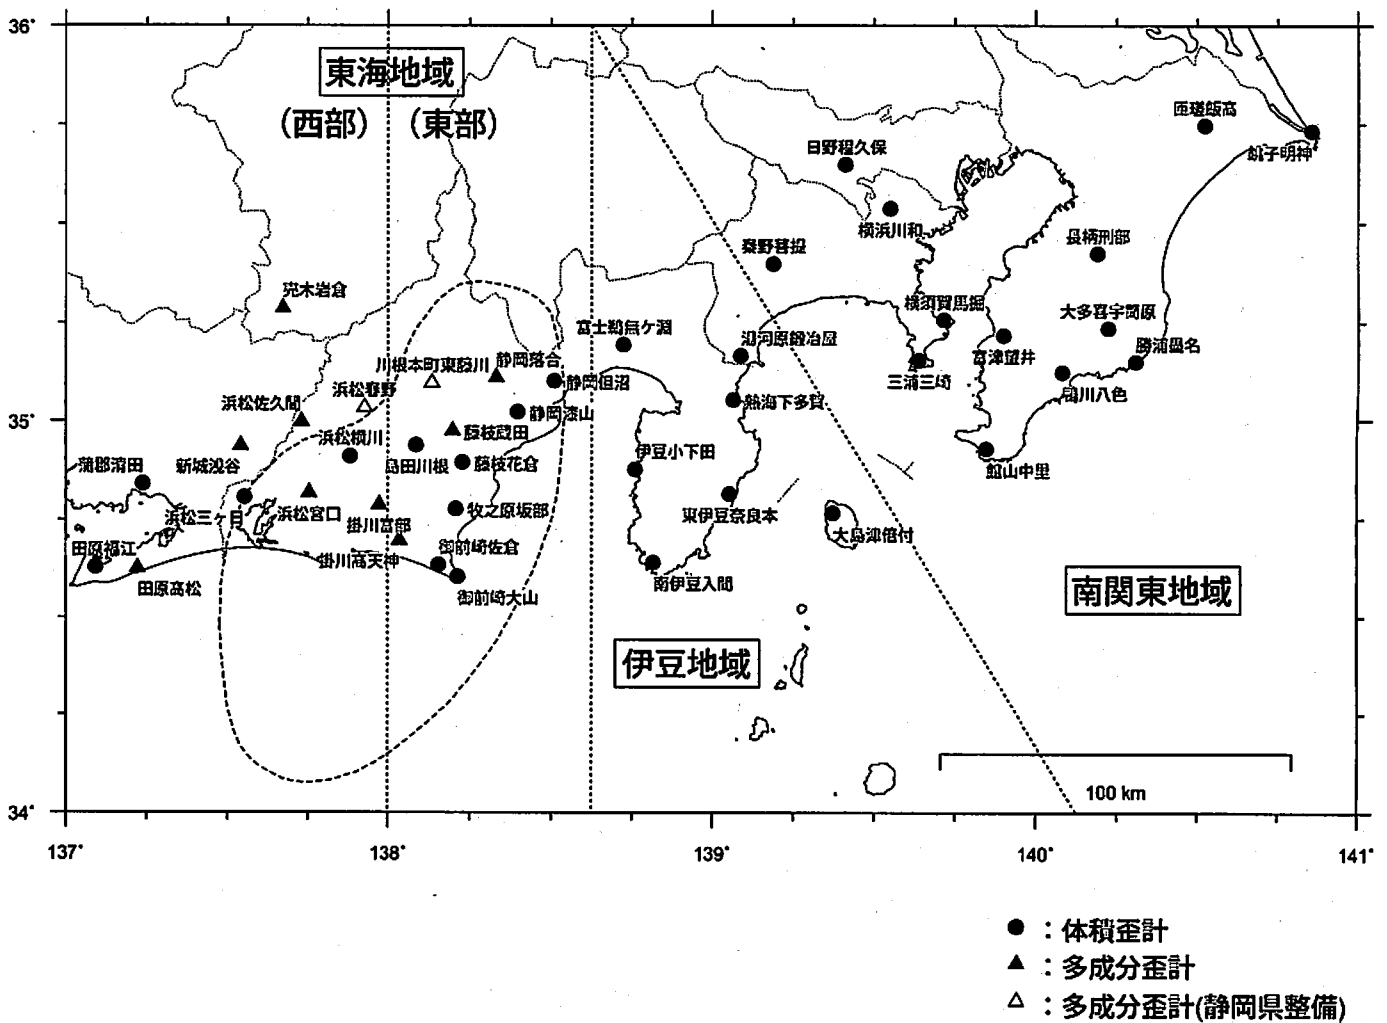 36°
東海地域
(西部) (東部)
匝瑳飯高
銚子明神
日野程久保
横浜川和
長柄刑部
秦野菩提
売木岩倉
横須賀馬堀
大多喜宇筒原
富士鵜無ケ淵
湯河原鍛冶屋
富津望井
勝浦墨名
川根本町東藤川
静岡落合
三浦三崎
鴨川八色
浜松春野
静岡但沼
熱海下多賀
浜松佐久間
静岡漆山
35°
浜松横川
藤枝蔵田
伊豆小下田
館山中里
蒲郡清田
新城浅谷
島田川根
藤枝花倉
浜松三ケ日
浜松宮口
掛川富部
牧之原坂部
東伊豆奈良本
大島津倍付
田原福江
掛川高天神
御前崎佐倉
田原高松
御前崎大山
南伊豆入間
南関東地域
伊豆地域
100 km
34°
137°
138°
139°
140°
141°
●：体積歪計
▲：多成分歪計
△：多成分歪計(静岡県整備)